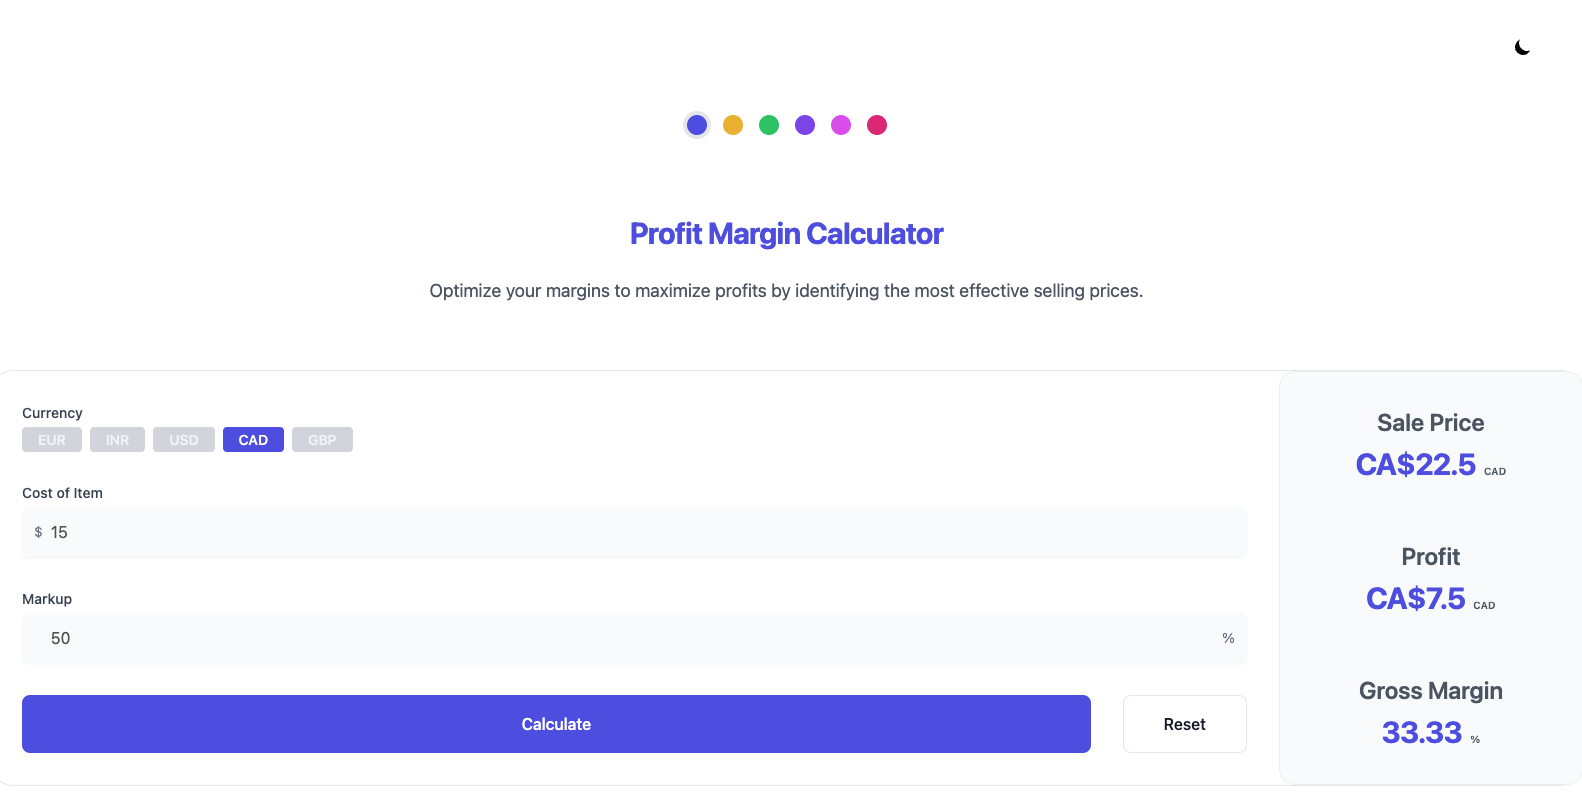 Profit Margin Calculator
Optimize your margins to maximize profits by identifying the most effective selling prices.
Currency
EUR INR USD CAD GBP
Cost of Item
$ 15
Markup
50 %
Calculate Reset
Sale Price
CA$22.5 CAD
Profit
CA$7.5 CAD
Gross Margin
33.33 %